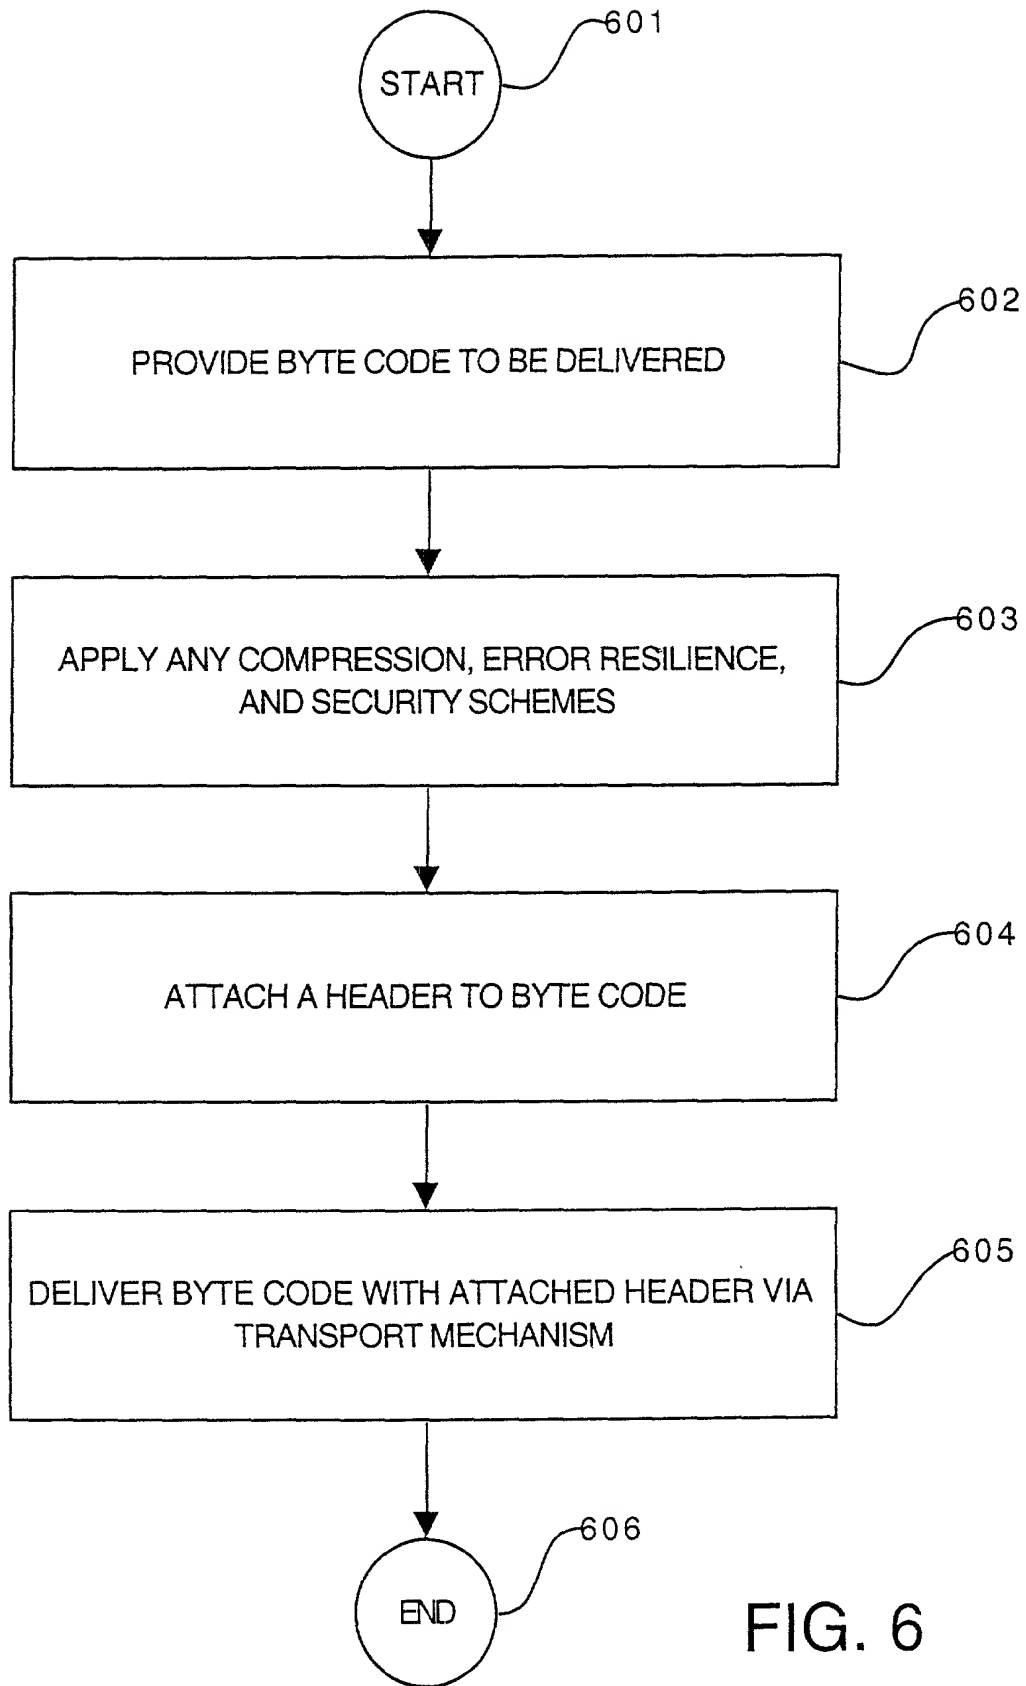 601
START
602
PROVIDE BYTE CODE TO BE DELIVERED
603
APPLY ANY COMPRESSION, ERROR RESILIENCE,
AND SECURITY SCHEMES
604
ATTACH A HEADER TO BYTE CODE
605
DELIVER BYTE CODE WITH ATTACHED HEADER VIA
TRANSPORT MECHANISM
606
END
FIG. 6